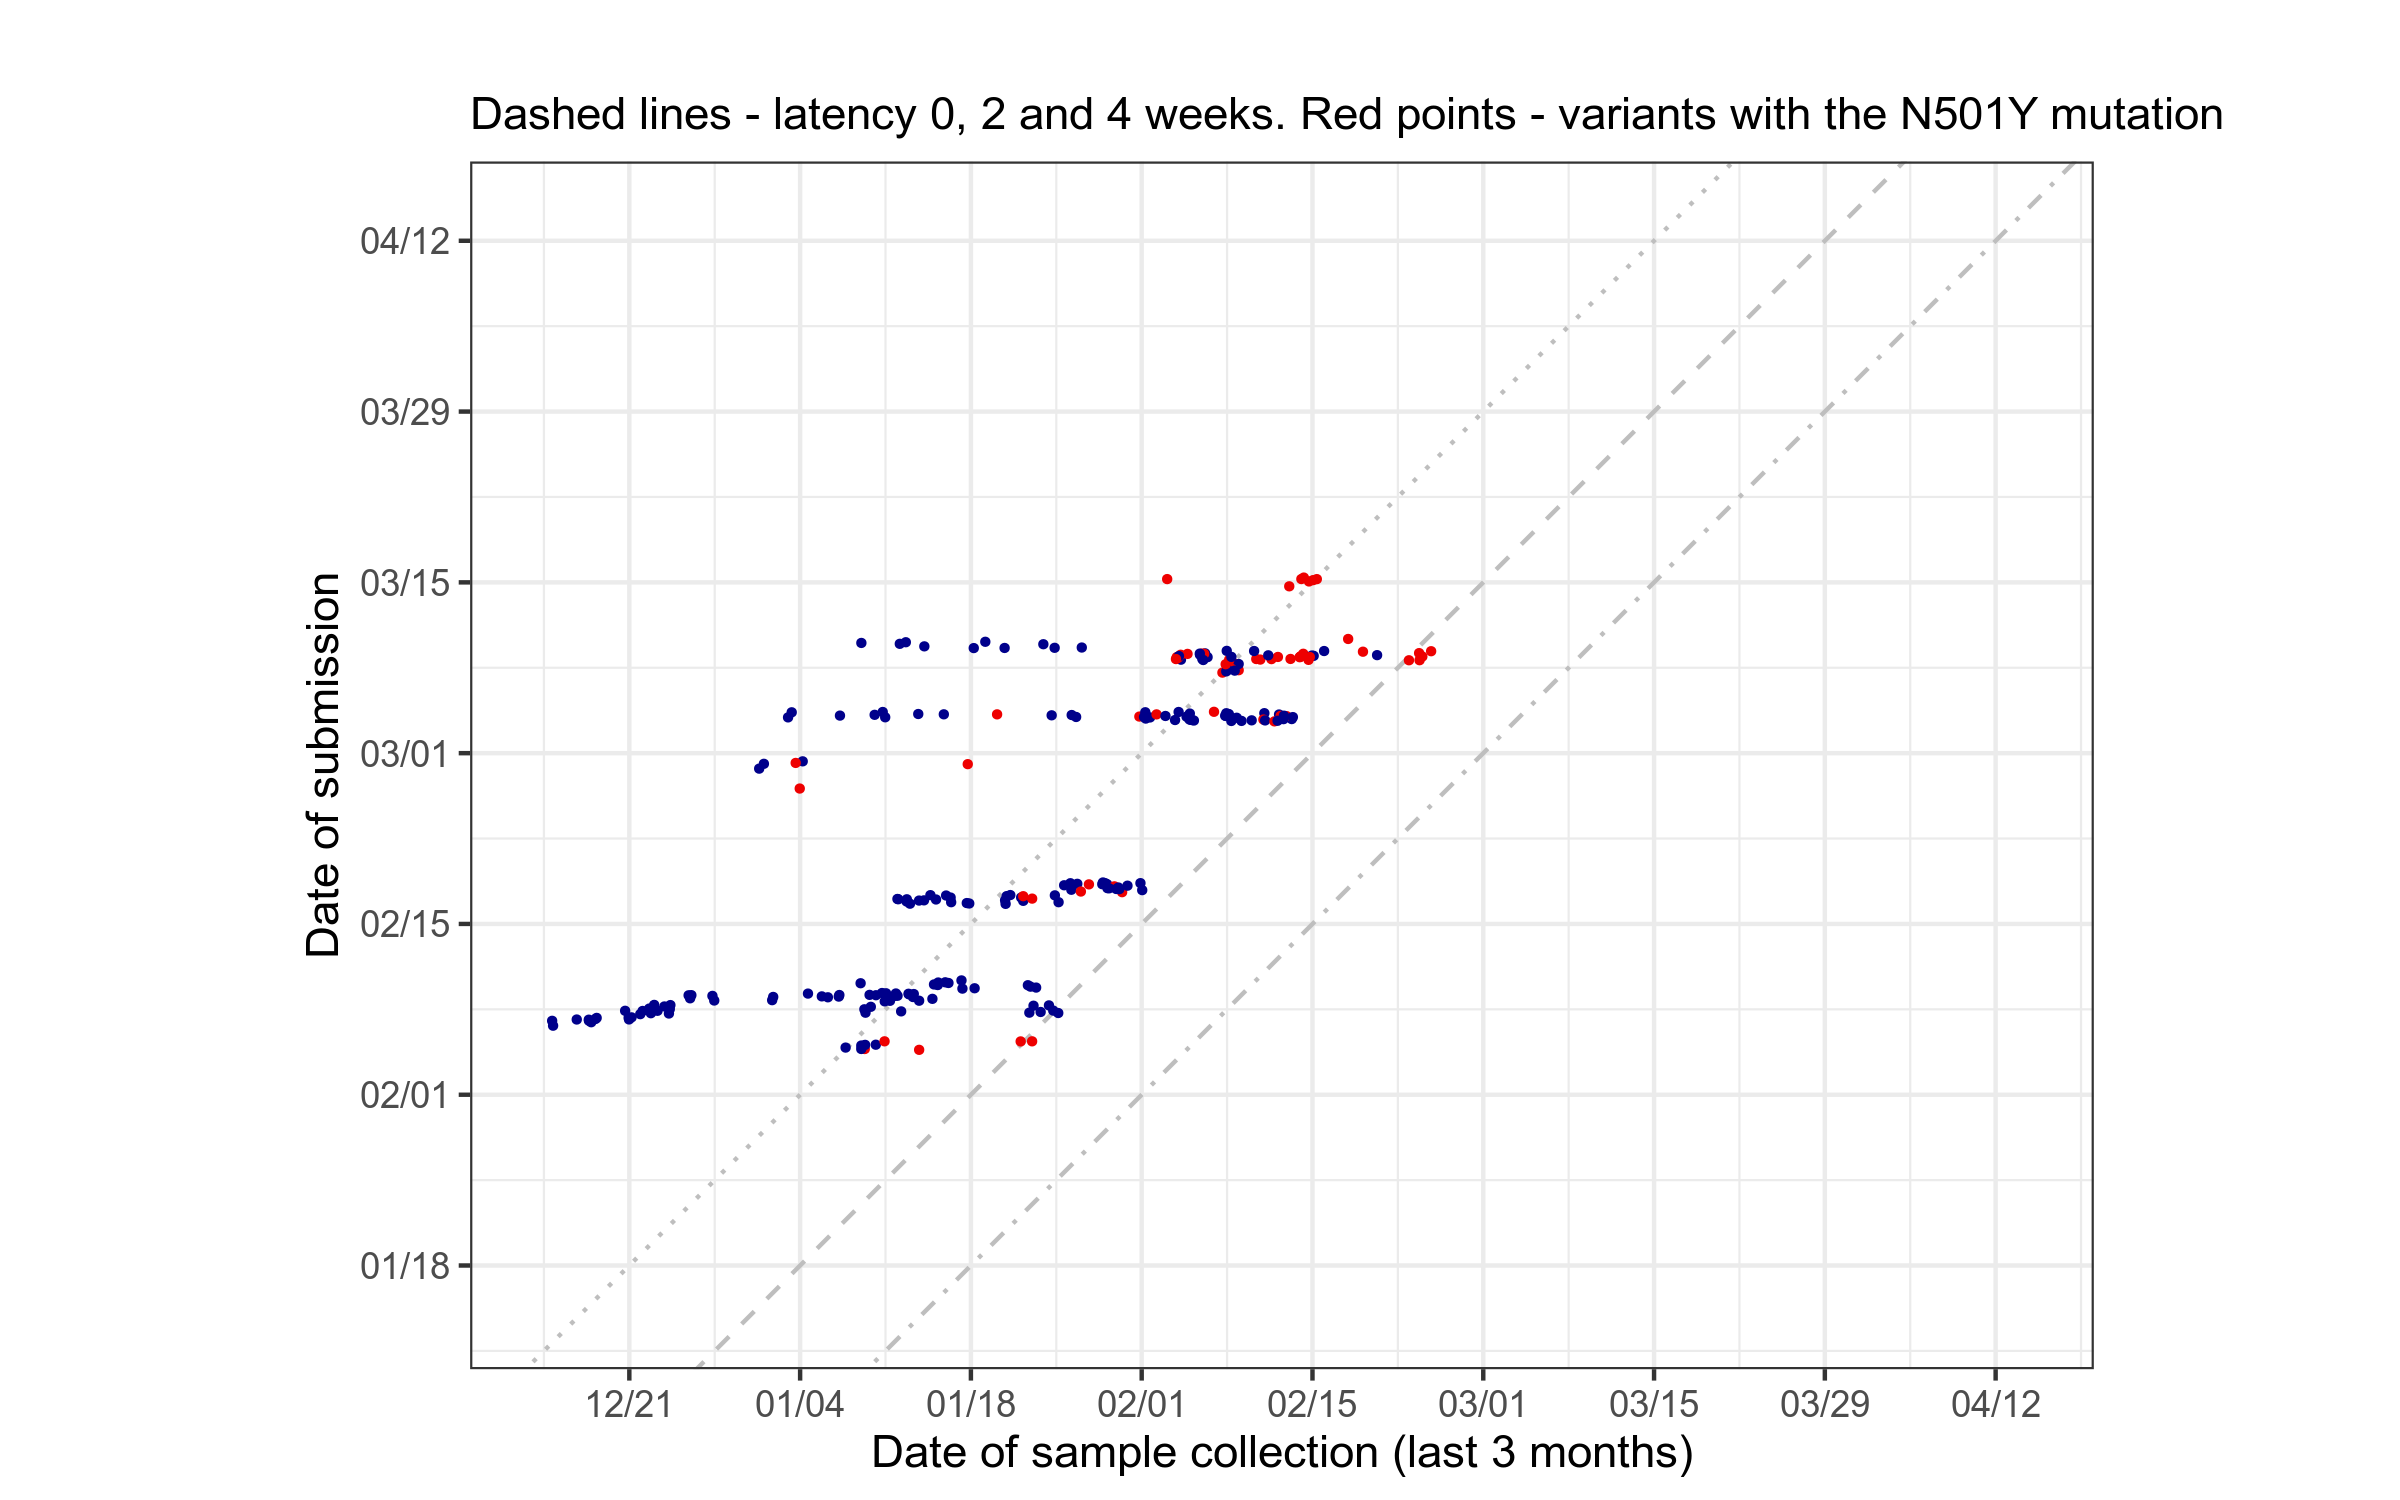 Dashed lines - latency 0, 2 and 4 weeks. Red points - variants with the N501Y mutation
Date of submission
04/12
03/29
03/15
03/01
02/15
02/01
01/18
12/21 01/04 01/18 02/01 02/15 03/01 03/15 03/29 04/12
Date of sample collection (last 3 months)